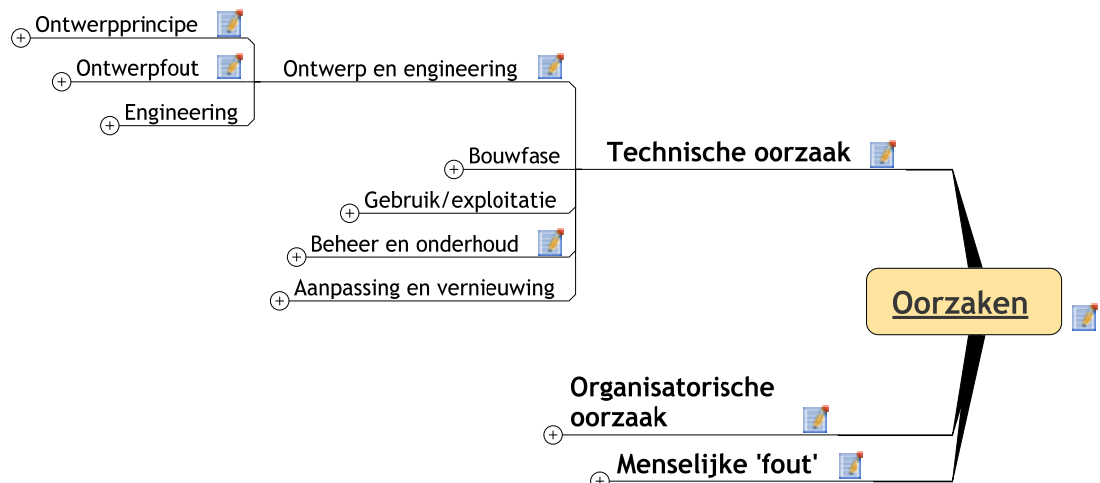 Ontwerpprincipe
Ontwerpfout
Ontwerp en engineering
Engineering
Technische oorzaak
Bouwfase
Gebruik/exploitatie
Beheer en onderhoud
Aanpassing en vernieuwing
Oorzaken
Organisatorische
oorzaak
Menselijke 'fout'